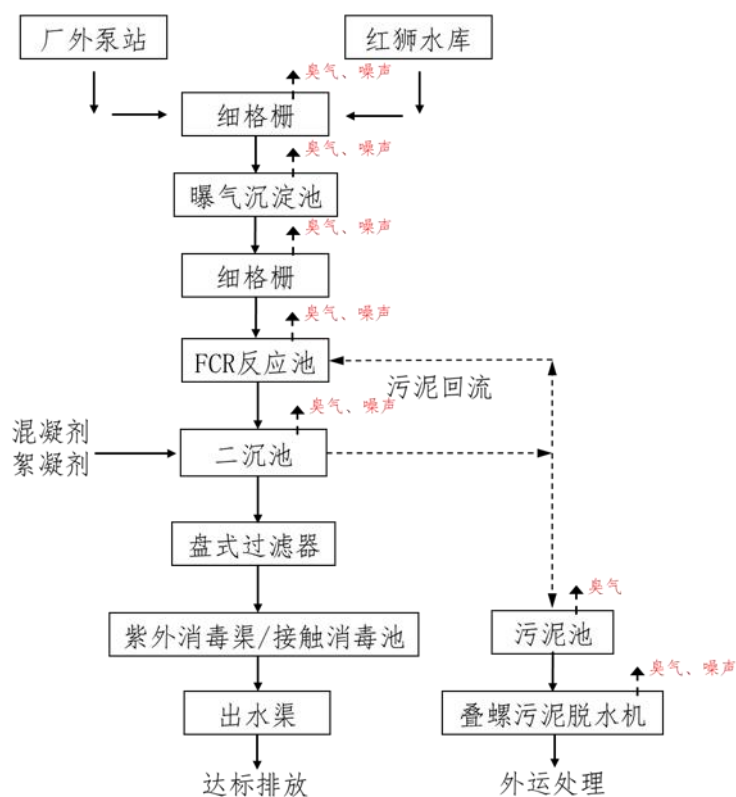 厂外泵站
红狮水库
臭气、噪声
细格栅
臭气、噪声
曝气沉淀池
臭气、噪声
细格栅
臭气、噪声
FCR反应池
污泥回流
臭气、噪声
混凝剂
絮凝剂
二沉池
盘式过滤器
臭气
紫外消毒渠/接触消毒池
污泥池
臭气、噪声
出水渠
叠螺污泥脱水机
达标排放
外运处理